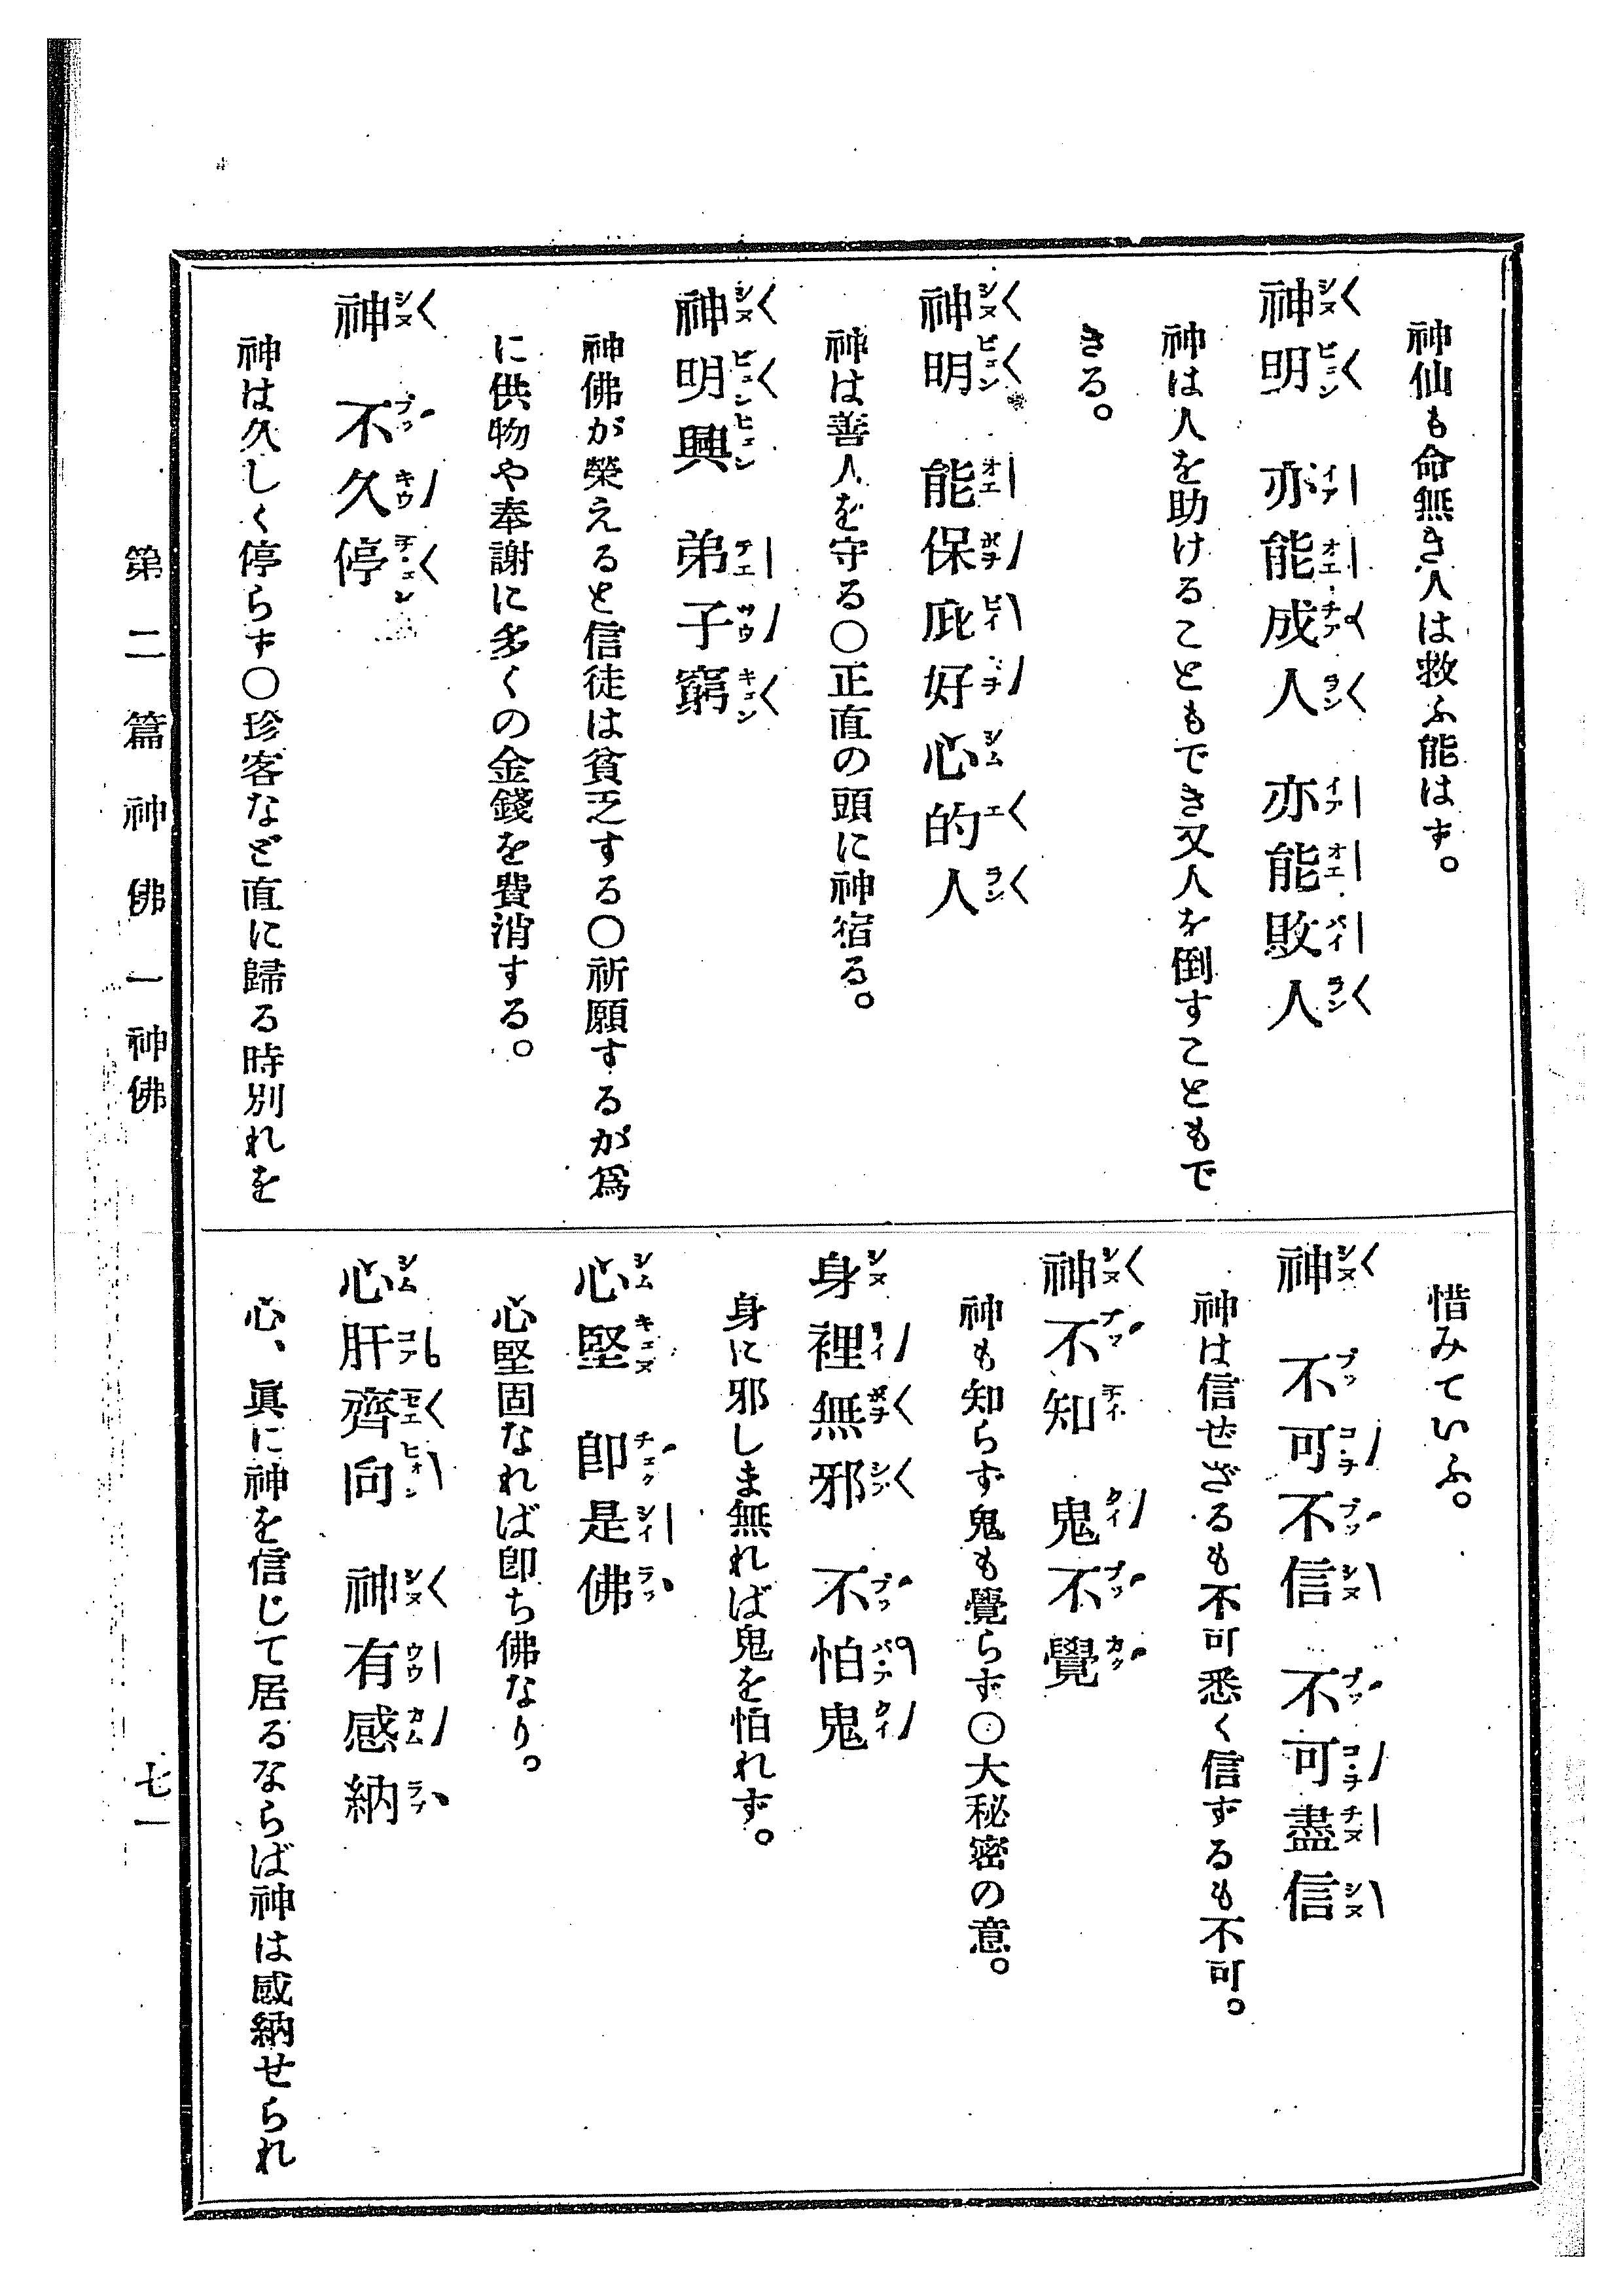 神仙も命無き人は救ふ能はず。
神明　亦能成人　亦能敗人
神は人を助けることもでき又人を倒すこともで
きる。
神明　能保庇好心的人
神は善人を守る〇正直の頭に神宿る。
神明興　弟子窮
神佛が榮えると信徒は貧乏する〇祈願するが爲
に供物や奉謝に多くの金錢を費消する。
神　不久停
神は久しく停らず〇珍客など直に歸る時別れを
惜みていふ。
神　不可不信　不可盡信
神は信ぜざるも不可悉く信ずるも不可。
神不知　鬼不覺
神も知らず鬼も覺らず〇大秘密の意。
身裡無邪　不怕鬼
身に邪しま無れば鬼を怕れず。
心堅　卽是佛
心堅固なれば卽ち佛なり。
心肝齊向　神有感納
心、眞に神を信じて居るならば神は感納せられ
第二篇　神佛　一　神佛
七一